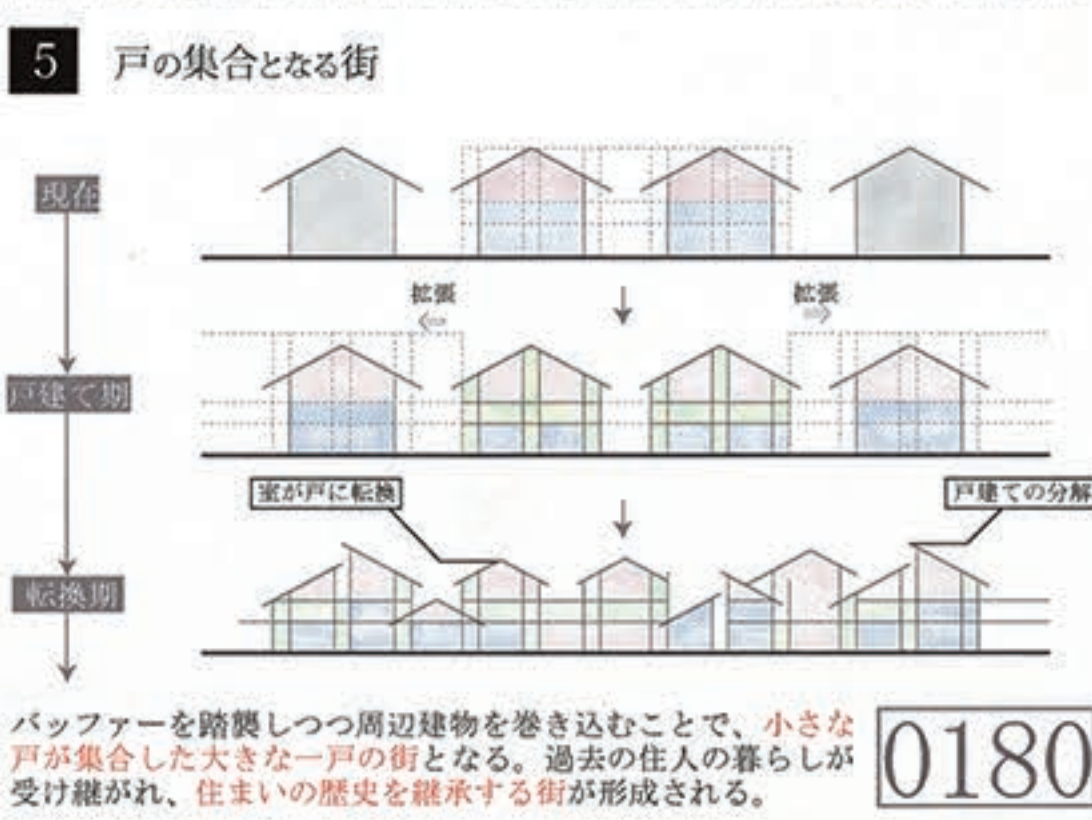 5 戸の集合となる街
現在
拡張
拡張
戸建て期
室が戸に転換
戸建ての分解
転換期
バッファーを踏襲しつつ周辺建物を巻き込むことで、小さな
戸が集合した大きな一戸の街となる。過去の住人の暮らしが
受け継がれ、住まいの歴史を継承する街が形成される。
0180